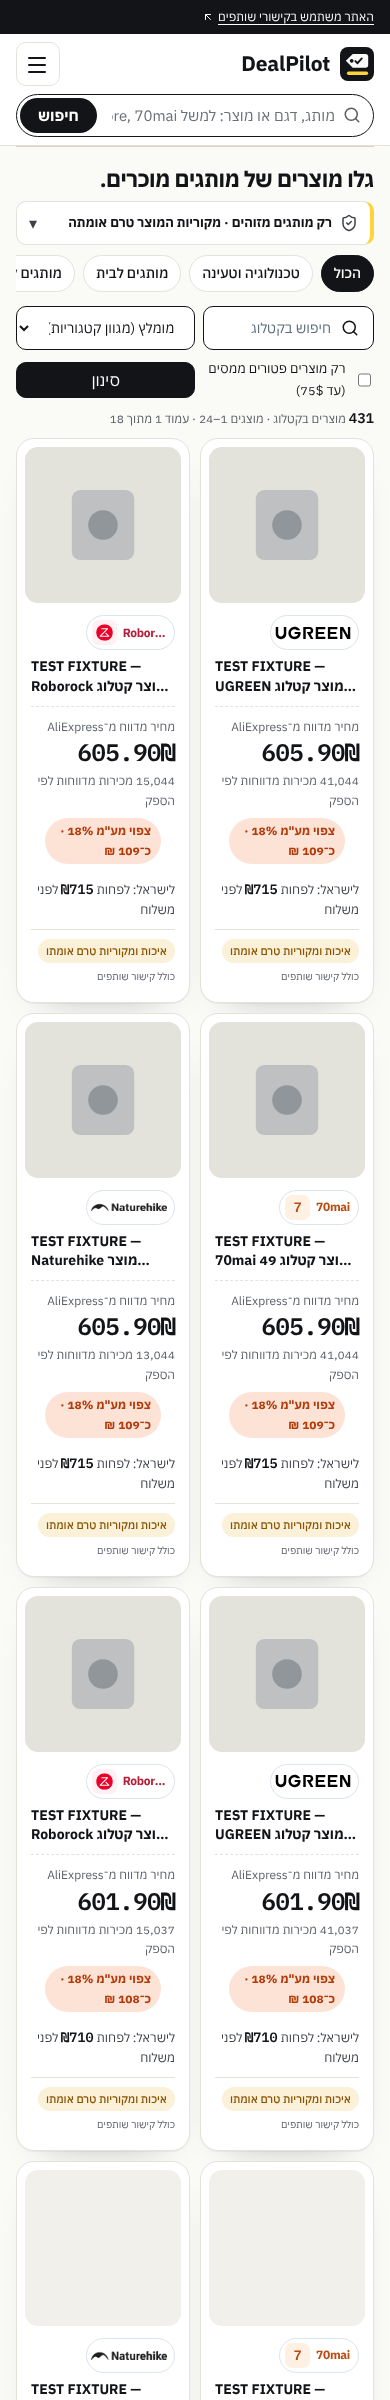 האתר משתמש בקישורי שותפים
DealPilot
מותג, דגם או מוצר: למשל 70mai ,ore
חיפוש
גלו מוצרים של מותגים מוכרים.
רק מותגים מזוהים · מקוריות המוצר טרם אומתה
הכול
טכנולוגיה וטעינה
מותגים לבית
מותגים
חיפוש בקטלוג
מומלץ (מגוון קטגוריות)
רק מוצרים פטורים ממסים
(עד 75$)
סינון
431 מוצרים בקטלוג · מוצגים 1–24 · עמוד 1 מתוך 18
UGREEN
TEST FIXTURE —
מוצר קטלוג UGREEN...
מחיר מדווח מ־AliExpress
605.90₪
41,044 מכירות מדווחות לפי
הספק
צפוי מע"מ 18% ·
כ־109 ₪
לישראל: לפחות 715₪ לפני
משלוח
איכות ומקוריות טרם אומתו
כולל קישור שותפים
Robor...
TEST FIXTURE —
וצר קטלוג Roborock...
מחיר מדווח מ־AliExpress
605.90₪
15,044 מכירות מדווחות לפי
הספק
צפוי מע"מ 18% ·
כ־109 ₪
לישראל: לפחות 715₪ לפני
משלוח
איכות ומקוריות טרם אומתו
כולל קישור שותפים
7 70mai
TEST FIXTURE —
וצר קטלוג 49 70mai...
מחיר מדווח מ־AliExpress
605.90₪
41,044 מכירות מדווחות לפי
הספק
צפוי מע"מ 18% ·
כ־109 ₪
לישראל: לפחות 715₪ לפני
משלוח
איכות ומקוריות טרם אומתו
כולל קישור שותפים
Naturehike
TEST FIXTURE —
מוצר Naturehike...
מחיר מדווח מ־AliExpress
605.90₪
13,044 מכירות מדווחות לפי
הספק
צפוי מע"מ 18% ·
כ־109 ₪
לישראל: לפחות 715₪ לפני
משלוח
איכות ומקוריות טרם אומתו
כולל קישור שותפים
UGREEN
TEST FIXTURE —
מוצר קטלוג UGREEN...
מחיר מדווח מ־AliExpress
601.90₪
41,037 מכירות מדווחות לפי
הספק
צפוי מע"מ 18% ·
כ־108 ₪
לישראל: לפחות 710₪ לפני
משלוח
איכות ומקוריות טרם אומתו
כולל קישור שותפים
Robor...
TEST FIXTURE —
וצר קטלוג Roborock...
מחיר מדווח מ־AliExpress
601.90₪
15,037 מכירות מדווחות לפי
הספק
צפוי מע"מ 18% ·
כ־108 ₪
לישראל: לפחות 710₪ לפני
משלוח
איכות ומקוריות טרם אומתו
כולל קישור שותפים
7 70mai
TEST FIXTURE —
Naturehike
TEST FIXTURE —